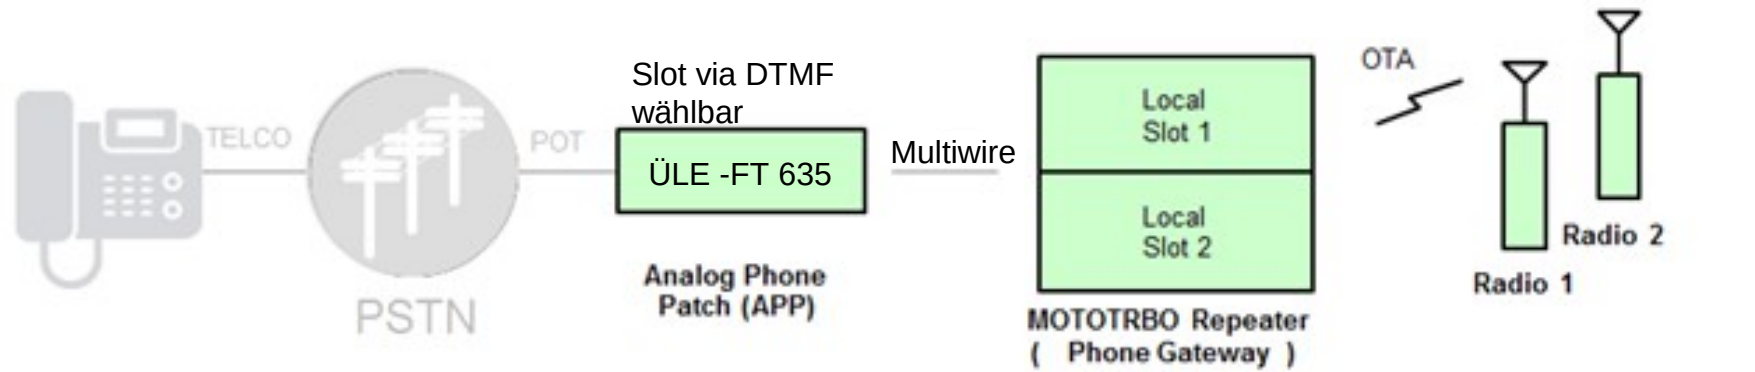 TELCO
PSTN
POT
Slot via DTMF
wählbar
ÜLE -FT 635
Analog Phone
Patch (APP)
Multiwire
Local
Slot 1
Local
Slot 2
MOTOTRBO Repeater
( Phone Gateway )
OTA
Radio 1
Radio 2